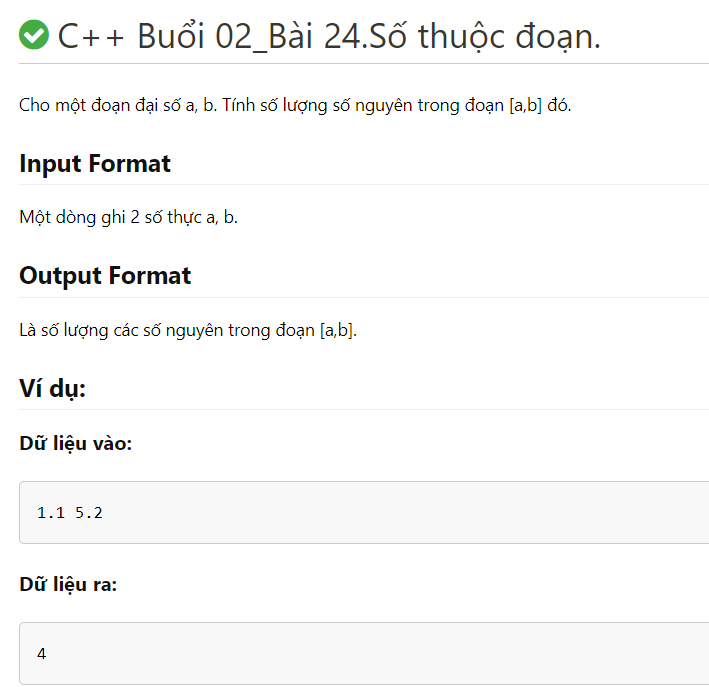 C++ Buổi 02_Bài 24.Số thuộc đoạn.
Cho một đoạn đại số a, b. Tính số lượng số nguyên trong đoạn [a,b] đó.
Input Format
Một dòng ghi 2 số thực a, b.
Output Format
Là số lượng các số nguyên trong đoạn [a,b].
Ví dụ:
Dữ liệu vào:
1.1 5.2
Dữ liệu ra:
4